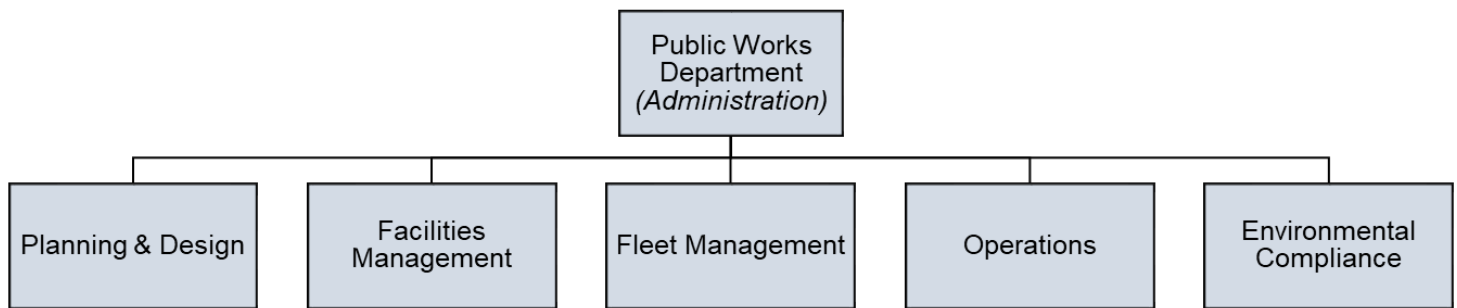 Public Works
Department
(Administration)
Planning & Design
Facilities
Management
Fleet Management
Operations
Environmental
Compliance